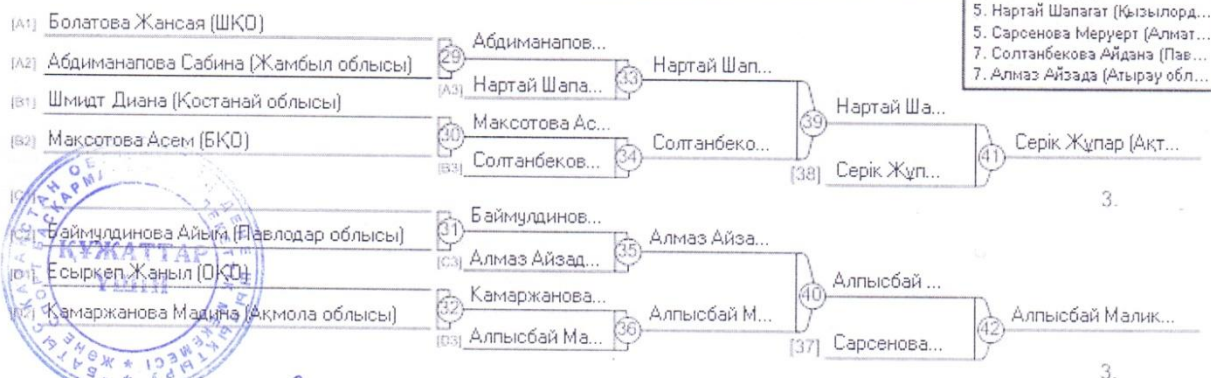 5. Нартай Шапагат (Қызылорд...
5. Сарсенова Меруерт (Алмат...
7. Солтанбекова Айдана (Пав...
7. Алмаз Айзада (Атырау обл...
[A1] Болатова Жансая (ШҚО)
[A2] Абдиманапова Сабина (Жамбыл облысы)
29 Абдиманапов...
[A3] Нартай Шапа...
33 Нартай Шап...
[B1] Шмидт Диана (Қостанай облысы)
[B2] Мақсотова Асем (БҚО)
30 Мақсотова Ас...
[B3] Солтанбеков...
34 Солтанбеко...
39 Нартай Ша...
[38] Серік Жұп...
41 Серік Жұпар (Ақт...
3.
Баймулдинова Айым (Павлодар облысы)
31 Баймулдинов...
[C3] Алмаз Айзад...
35 Алмаз Айза...
[D1] Есыркеп Жаныл (ОҚО)
Қамаржанова Мадина (Ақмола облысы)
32 Қамаржанова...
[D3] Алпысбай Ма...
36 Алпысбай М...
40 Алпысбай ...
[37] Сарсенова...
42 Алпысбай Малик...
3.
ҚҰЖАТТАР
ҮШІН